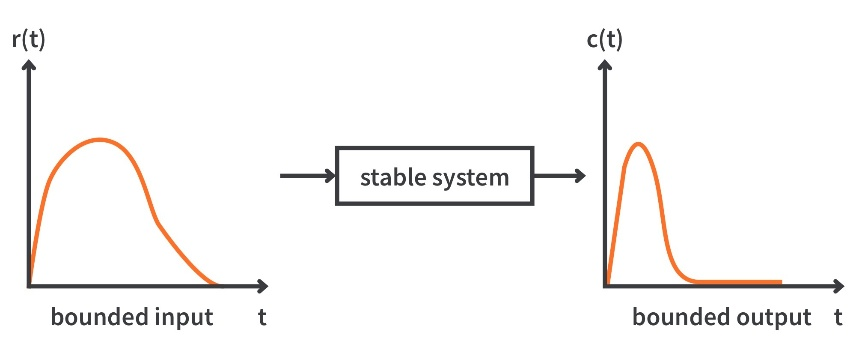 r(t)
c(t)
stable system
bounded input t
bounded output t